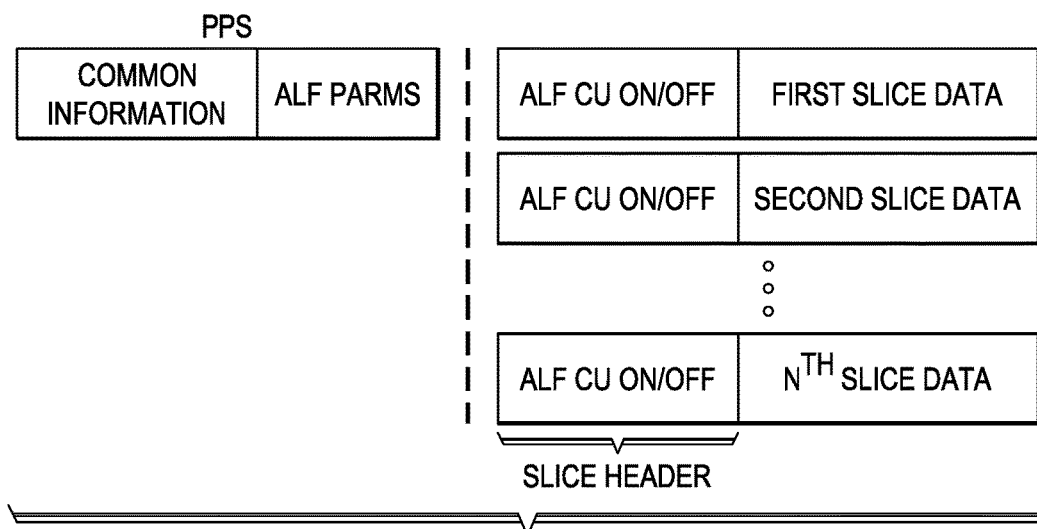 PPS
COMMON
INFORMATION
ALF PARMS
ALF CU ON/OFF
FIRST SLICE DATA
ALF CU ON/OFF
SECOND SLICE DATA
ALF CU ON/OFF
NTH SLICE DATA
SLICE HEADER